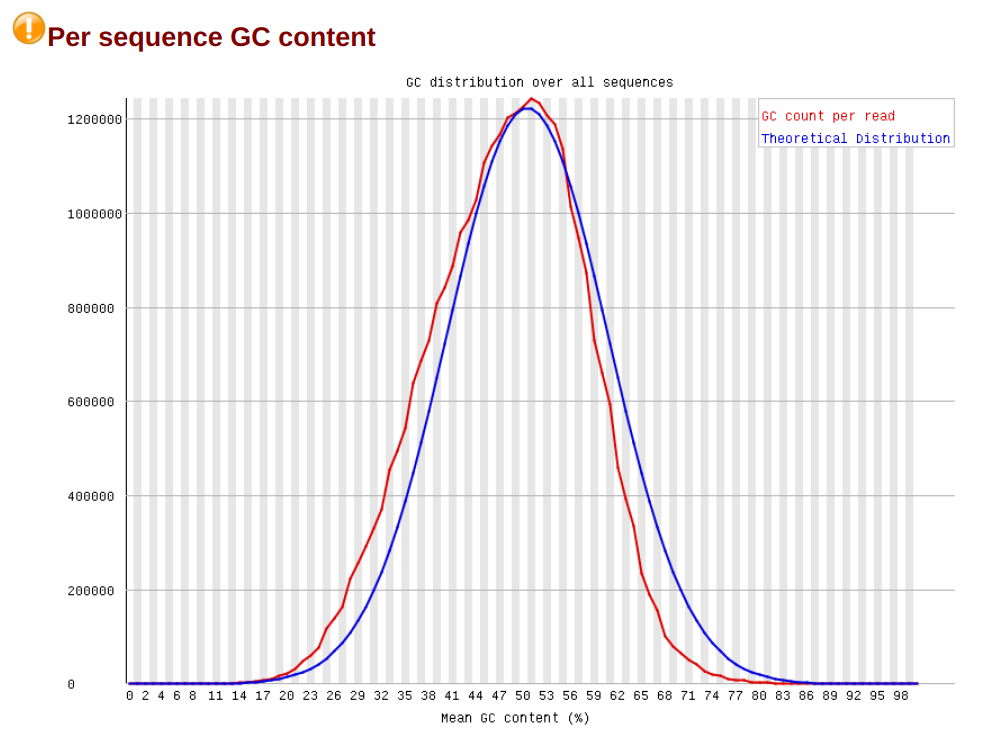 Per sequence GC content
GC distribution over all sequences
GC count per read
Theoretical Distribution
1200000
1000000
800000
600000
400000
200000
0
0 2 4 6 8 11 14 17 20 23 26 29 32 35 38 41 44 47 50 53 56 59 62 65 68 71 74 77 80 83 86 89 92 95 98
Mean GC content (%)